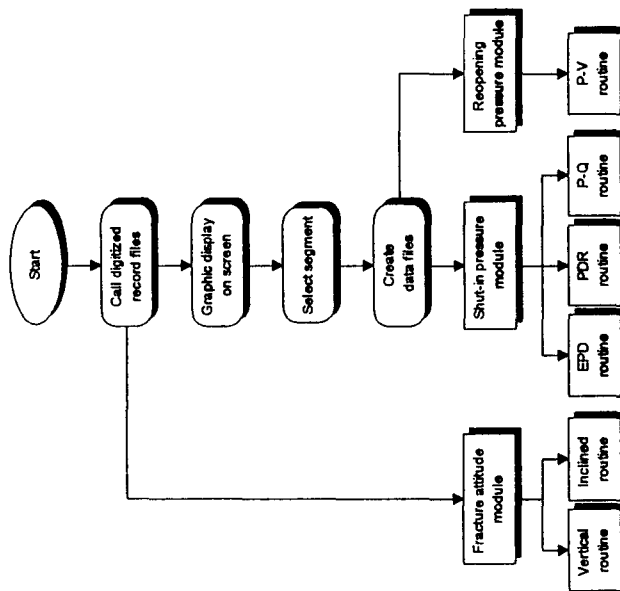 Start
Call digitized
record files
Graphic display
on screen
Select segment
Create
data files
Fracture attitude
module
Shut-in pressure
module
Reopening
pressure module
Vertical
routine
Inclined
routine
EPD
routine
PDR
routine
P-Q
routine
P-V
routine